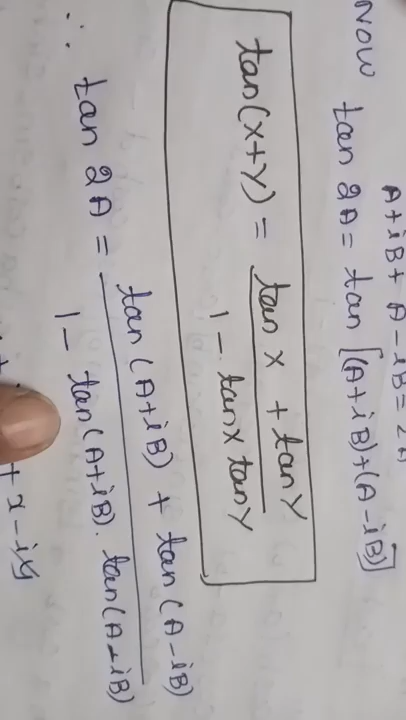 A+iB + A-iB = 2A
Now tan 2A = tan [(A+iB)+(A-iB)]
tan(x+y) = tan x + tan y / 1 - tanx tan y
∴ tan 2A = tan(A+iB) + tan(A-iB) / 1 - tan(A+iB). tan(A-iB)
+ x-iy